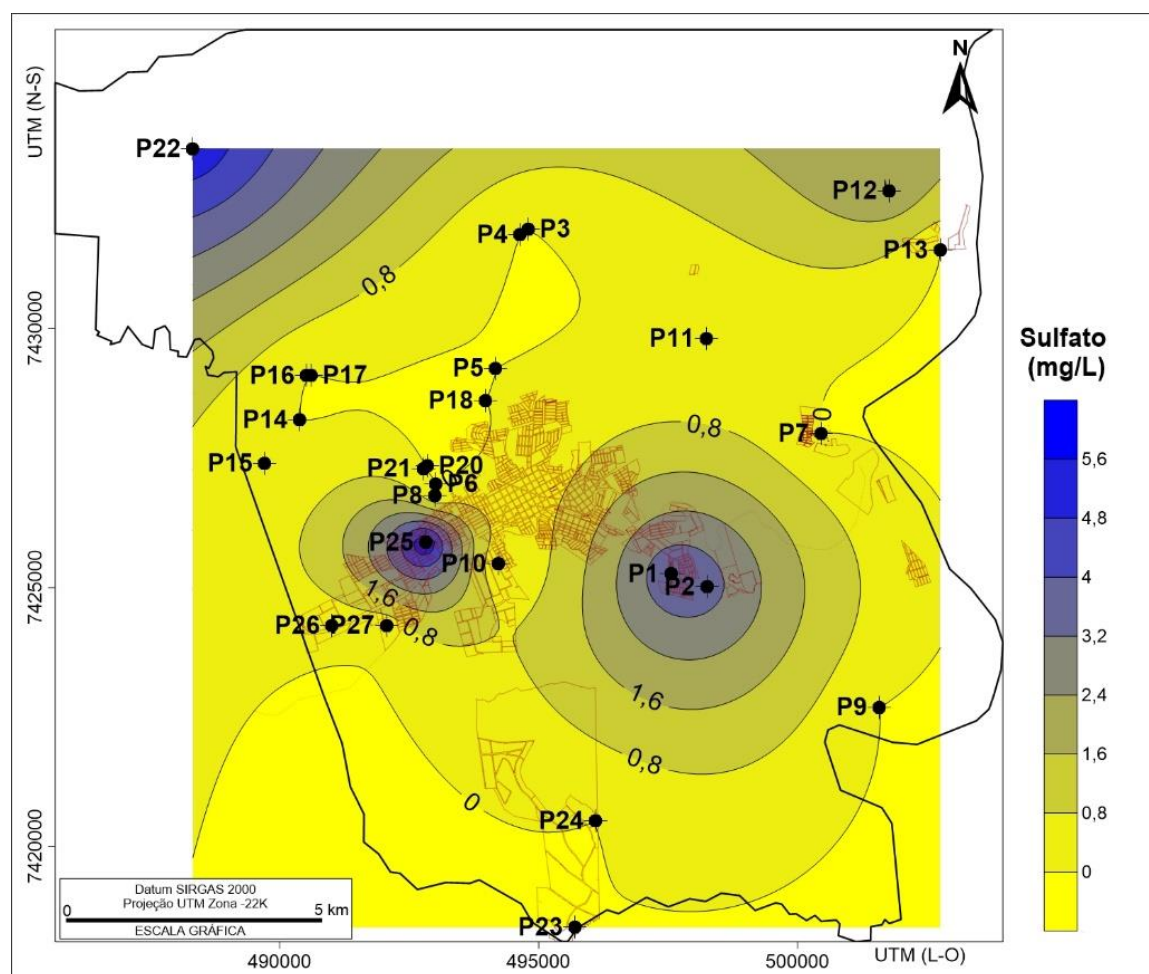 UTM (N-S)
N
P22
P12
P4
P3
P13
0,8
7430000
P11
Sulfato
(mg/L)
P16
P17
P5
P14
P18
0,8
0
P7
5,6
P15
P21
P20
P6
P8
4,8
P25
P10
4
P1
P2
1,6
3,2
P26
P27
0,8
7425000
2,4
1,6
P9
1,6
0,8
0,8
0
P24
0
7420000
Datum SIRGAS 2000
Projeção UTM Zona -22K
0
5 km
ESCALA GRÁFICA
P23
490000
495000
500000
UTM (L-O)